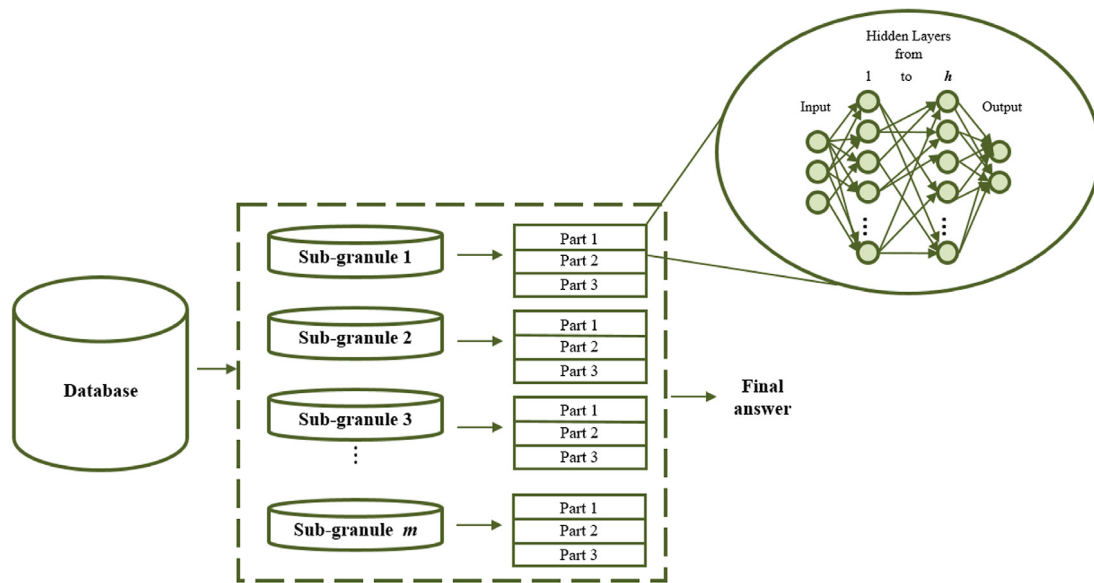 Hidden Layers
from
1 to h
Input
Output
Database
Sub-granule 1
Part 1
Part 2
Part 3
Sub-granule 2
Part 1
Part 2
Part 3
Sub-granule 3
Part 1
Part 2
Part 3
⋮
Sub-granule m
Part 1
Part 2
Part 3
Final
answer